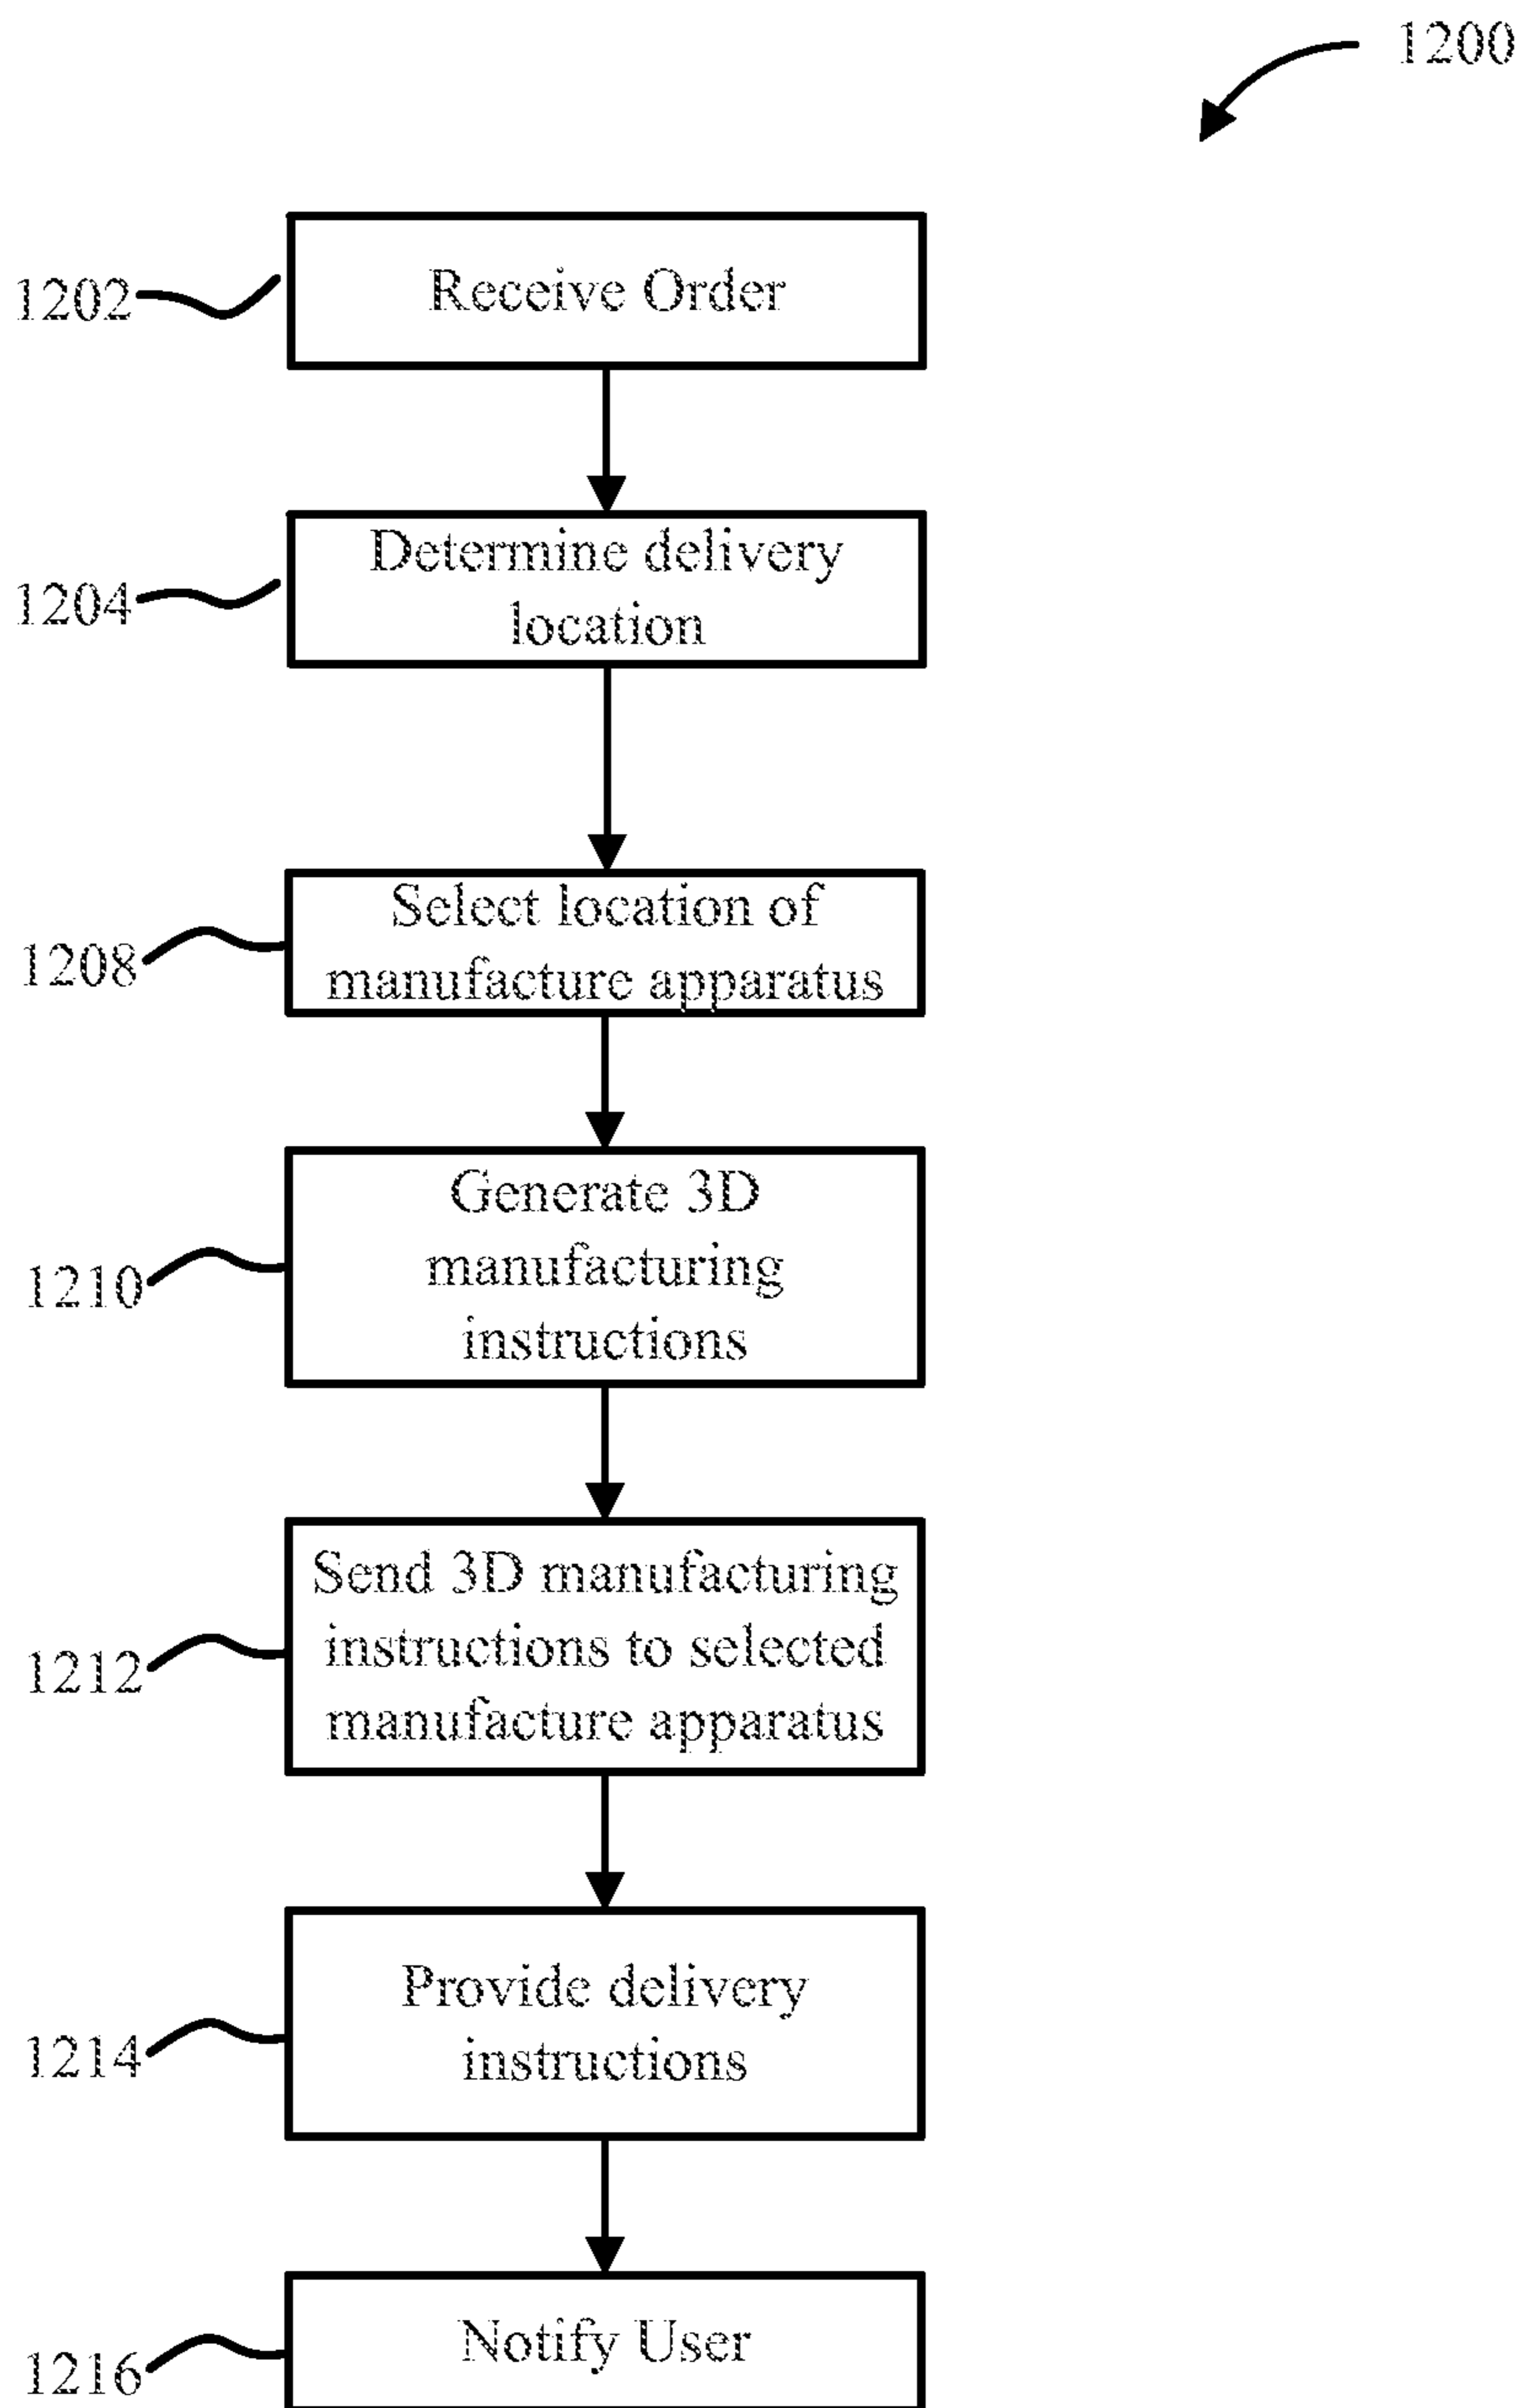 1200
1202
Receive Order
1204
Determine delivery
location
1208
Select location of
manufacture apparatus
1210
Generate 3D
manufacturing
instructions
1212
Send 3D manufacturing
instructions to selected
manufacture apparatus
1214
Provide delivery
instructions
1216
Notify User